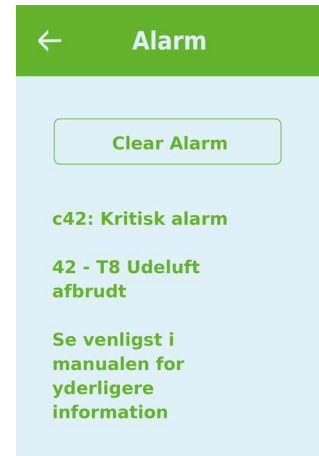 Alarm
Clear Alarm
c42: Kritisk alarm
42 - T8 Udeluft
afbrudt
Se venligst i
manualen for
yderligere
information